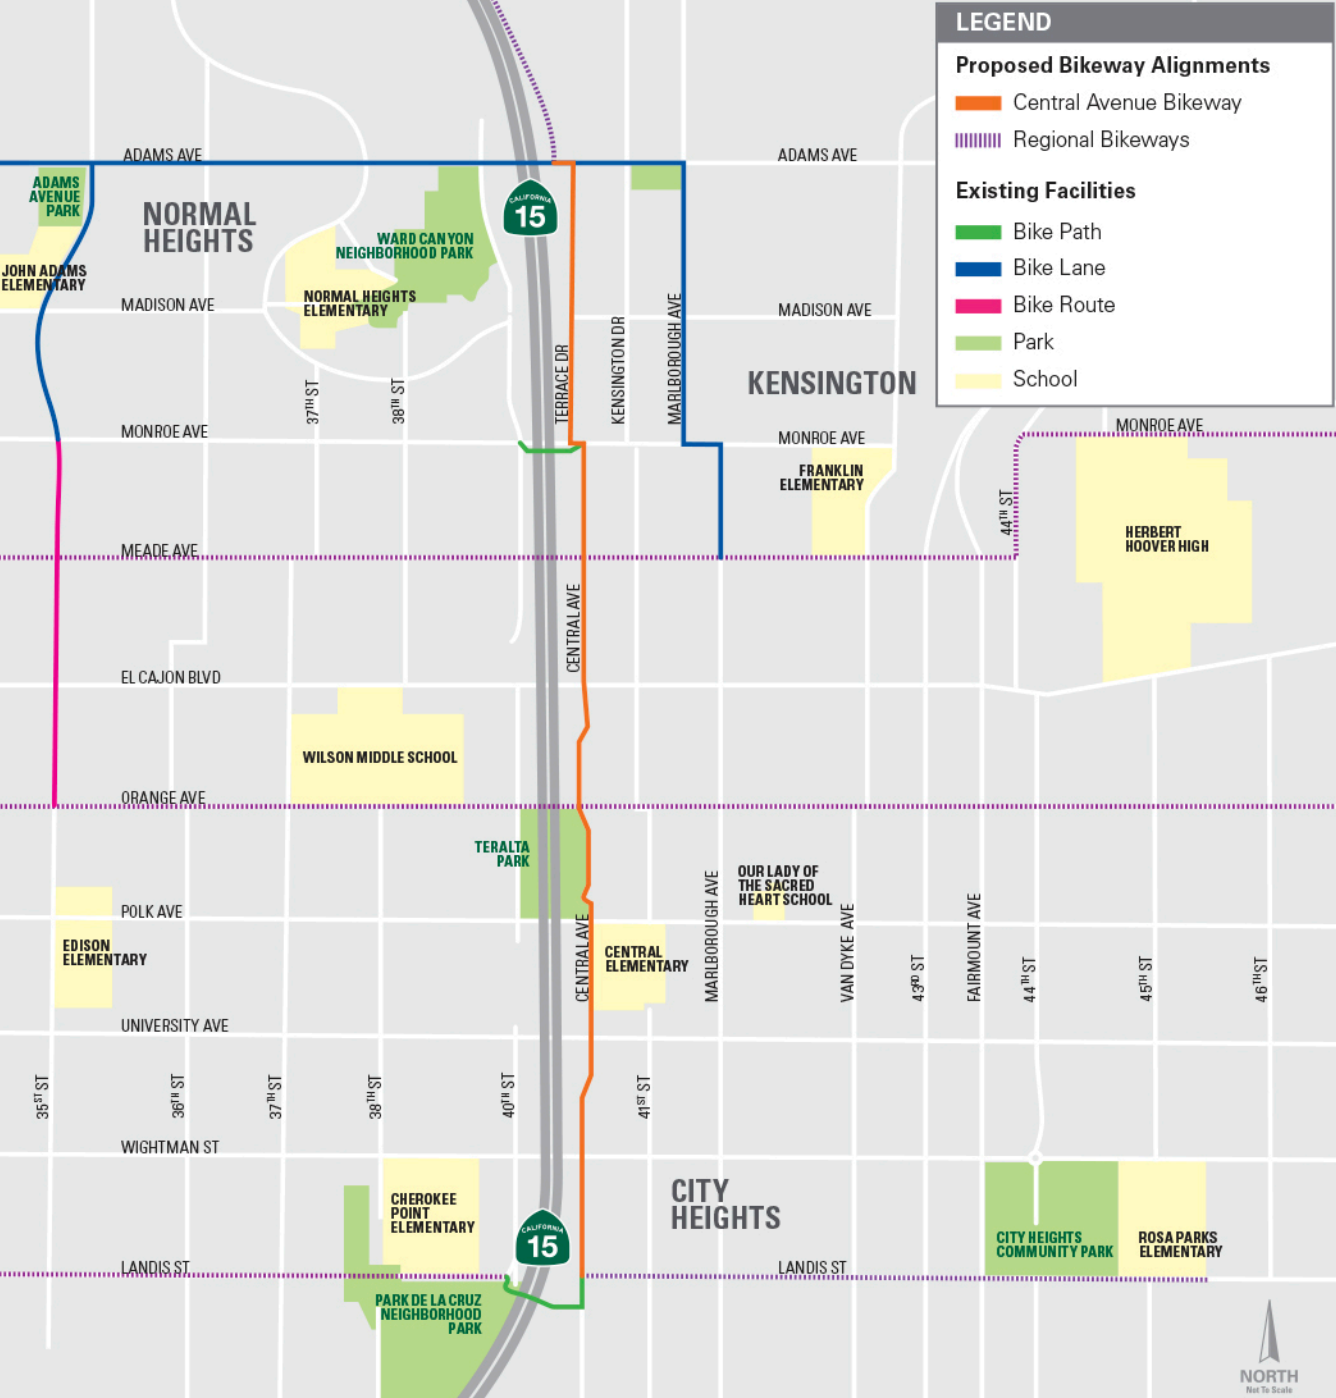 LEGEND
Proposed Bikeway Alignments
Central Avenue Bikeway
Regional Bikeways
Existing Facilities
Bike Path
Bike Lane
Bike Route
Park
School
ADAMS AVE
ADAMS AVE
ADAMS
AVENUE
PARK
NORMAL
HEIGHTS
CALIFORNIA
15
WARD CANYON
NEIGHBORHOOD PARK
JOHN ADAMS
ELEMENTARY
NORMAL HEIGHTS
ELEMENTARY
MADISON AVE
MADISON AVE
TERRACE DR
KENSINGTON DR
MARLBOROUGH AVE
KENSINGTON
37TH ST
38TH ST
MONROE AVE
MONROE AVE
MONROE AVE
FRANKLIN
ELEMENTARY
44TH ST
HERBERT
HOOVER HIGH
MEADE AVE
CENTRAL AVE
EL CAJON BLVD
WILSON MIDDLE SCHOOL
ORANGE AVE
TERALTA
PARK
OUR LADY OF
THE SACRED
HEART SCHOOL
POLK AVE
EDISON
ELEMENTARY
CENTRAL AVE
CENTRAL
ELEMENTARY
MARLBOROUGH AVE
VAN DYKE AVE
43RD ST
FAIRMOUNT AVE
44TH ST
45TH ST
46TH ST
UNIVERSITY AVE
35ST ST
36TH ST
37TH ST
38TH ST
40TH ST
41ST ST
WIGHTMAN ST
CITY
HEIGHTS
CHEROKEE
POINT
ELEMENTARY
CALIFORNIA
15
CITY HEIGHTS
COMMUNITY PARK
ROSA PARKS
ELEMENTARY
LANDIS ST
LANDIS ST
PARK DE LA CRUZ
NEIGHBORHOOD
PARK
NORTH
Not To Scale